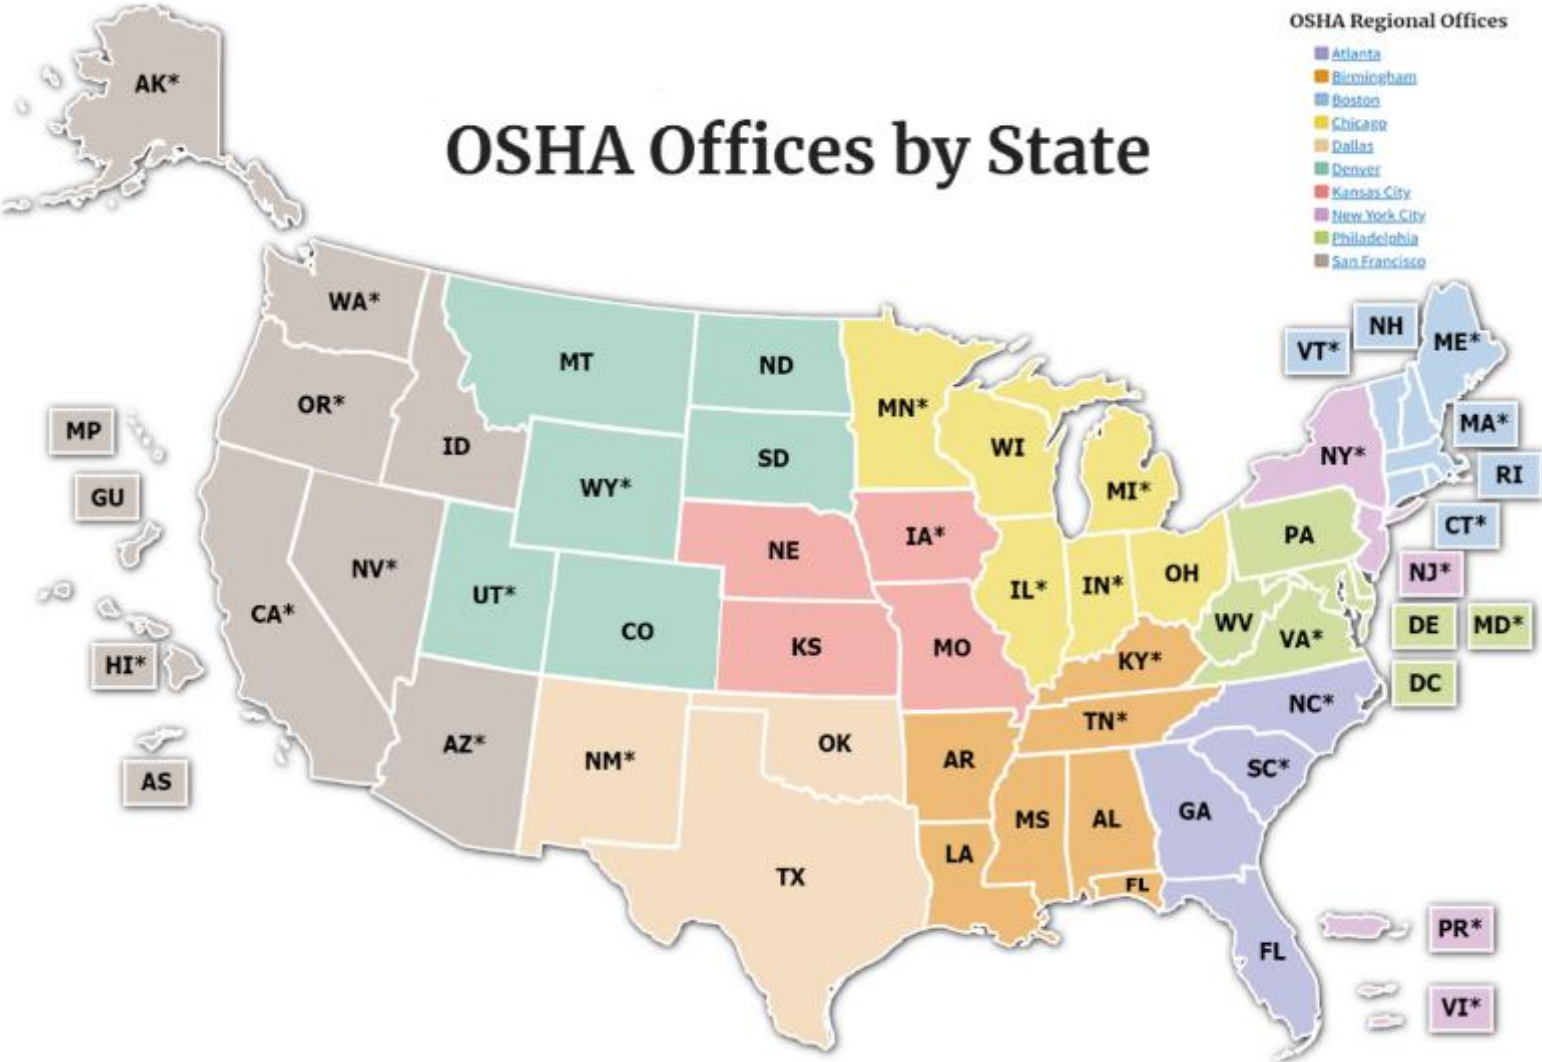 OSHA Regional Offices
Atlanta
Birmingham
Boston
Chicago
Dallas
Denver
Kansas City
New York City
Philadelphia
San Francisco
OSHA Offices by State
AK*
WA*
OR*
ID
MT
ND
MN*
WI
MI*
VT*
NH
ME*
MA*
RI
CT*
NY*
NJ*
PA
DE
MD*
DC
MP
GU
HI*
AS
CA*
NV*
UT*
WY*
SD
NE
IA*
IL*
IN*
OH
WV
VA*
CO
KS
MO
KY*
NC*
TN*
SC*
AZ*
NM*
OK
AR
TX
LA
MS
AL
GA
FL
FL
PR*
VI*